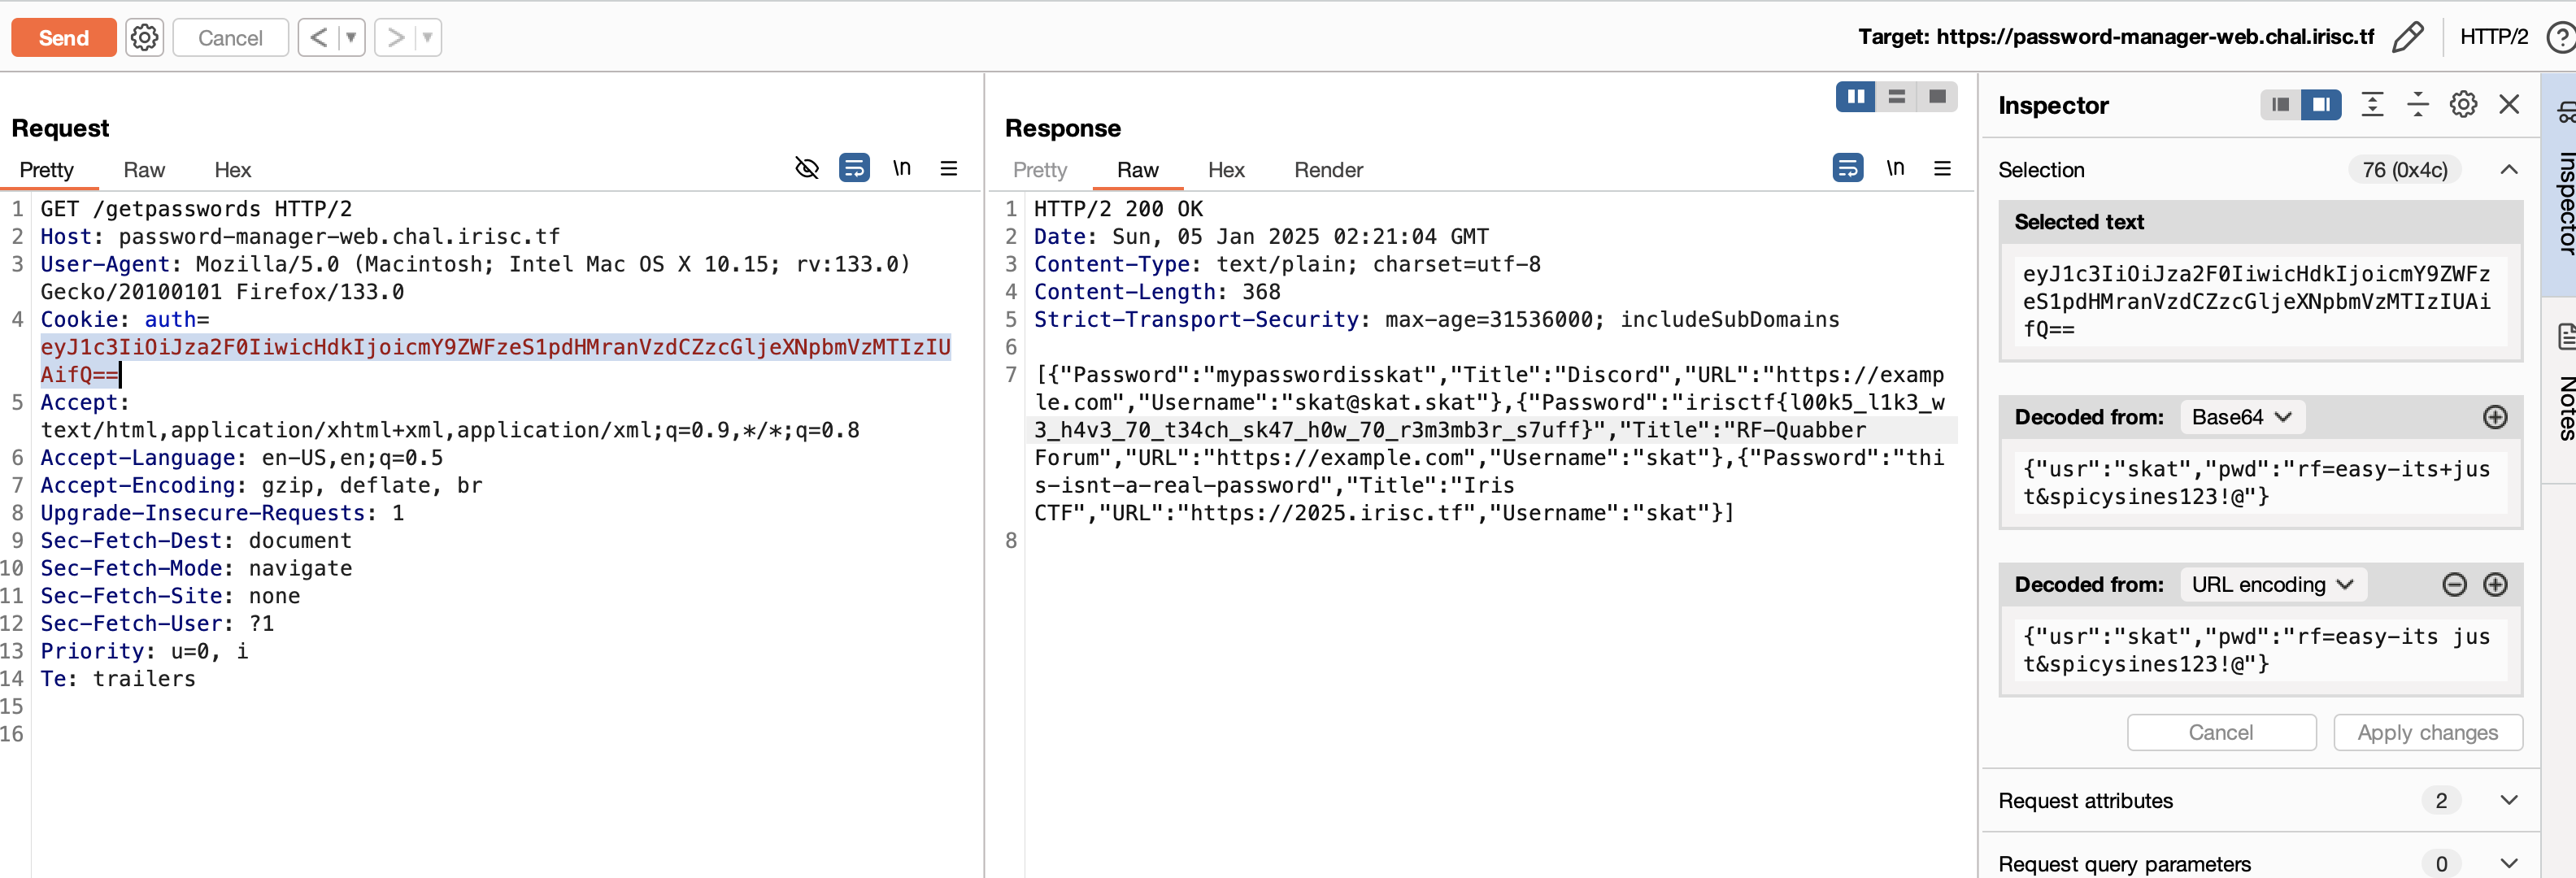 Send
Cancel
Target: https://password-manager-web.chal.irisc.tf
HTTP/2
Request
Pretty
Raw
Hex
\n
1 GET /getpasswords HTTP/2
2 Host: password-manager-web.chal.irisc.tf
3 User-Agent: Mozilla/5.0 (Macintosh; Intel Mac OS X 10.15; rv:133.0)
Gecko/20100101 Firefox/133.0
4 Cookie: auth=
eyJ1c3IiOiJza2F0IiwicHdkIjoicmY9ZWFzeS1pdHMranVzdCZzcGljeXNpbmVzMTIzIU
AifQ==
5 Accept:
text/html,application/xhtml+xml,application/xml;q=0.9,*/*;q=0.8
6 Accept-Language: en-US,en;q=0.5
7 Accept-Encoding: gzip, deflate, br
8 Upgrade-Insecure-Requests: 1
9 Sec-Fetch-Dest: document
10 Sec-Fetch-Mode: navigate
11 Sec-Fetch-Site: none
12 Sec-Fetch-User: ?1
13 Priority: u=0, i
14 Te: trailers
15
16
Response
Pretty
Raw
Hex
Render
\n
1 HTTP/2 200 OK
2 Date: Sun, 05 Jan 2025 02:21:04 GMT
3 Content-Type: text/plain; charset=utf-8
4 Content-Length: 368
5 Strict-Transport-Security: max-age=31536000; includeSubDomains
6
7 [{"Password":"mypasswordisskat","Title":"Discord","URL":"https://examp
le.com","Username":"skat@skat.skat"},{"Password":"irisctf{l00k5_l1k3_w
3_h4v3_70_t34ch_sk47_h0w_70_r3m3mb3r_s7uff}","Title":"RF-Quabber
Forum","URL":"https://example.com","Username":"skat"},{"Password":"thi
s-isnt-a-real-password","Title":"Iris
CTF","URL":"https://2025.irisc.tf","Username":"skat"}]
8
Inspector
Selection
76 (0x4c)
Selected text
eyJ1c3IiOiJza2F0IiwicHdkIjoicmY9ZWFz
eS1pdHMranVzdCZzcGljeXNpbmVzMTIzIUAi
fQ==
Decoded from: Base64
{"usr":"skat","pwd":"rf=easy-its+jus
t&spicysines123!@"}
Decoded from: URL encoding
{"usr":"skat","pwd":"rf=easy-its jus
t&spicysines123!@"}
Cancel
Apply changes
Request attributes
2
Request query parameters
0
Inspector
Notes